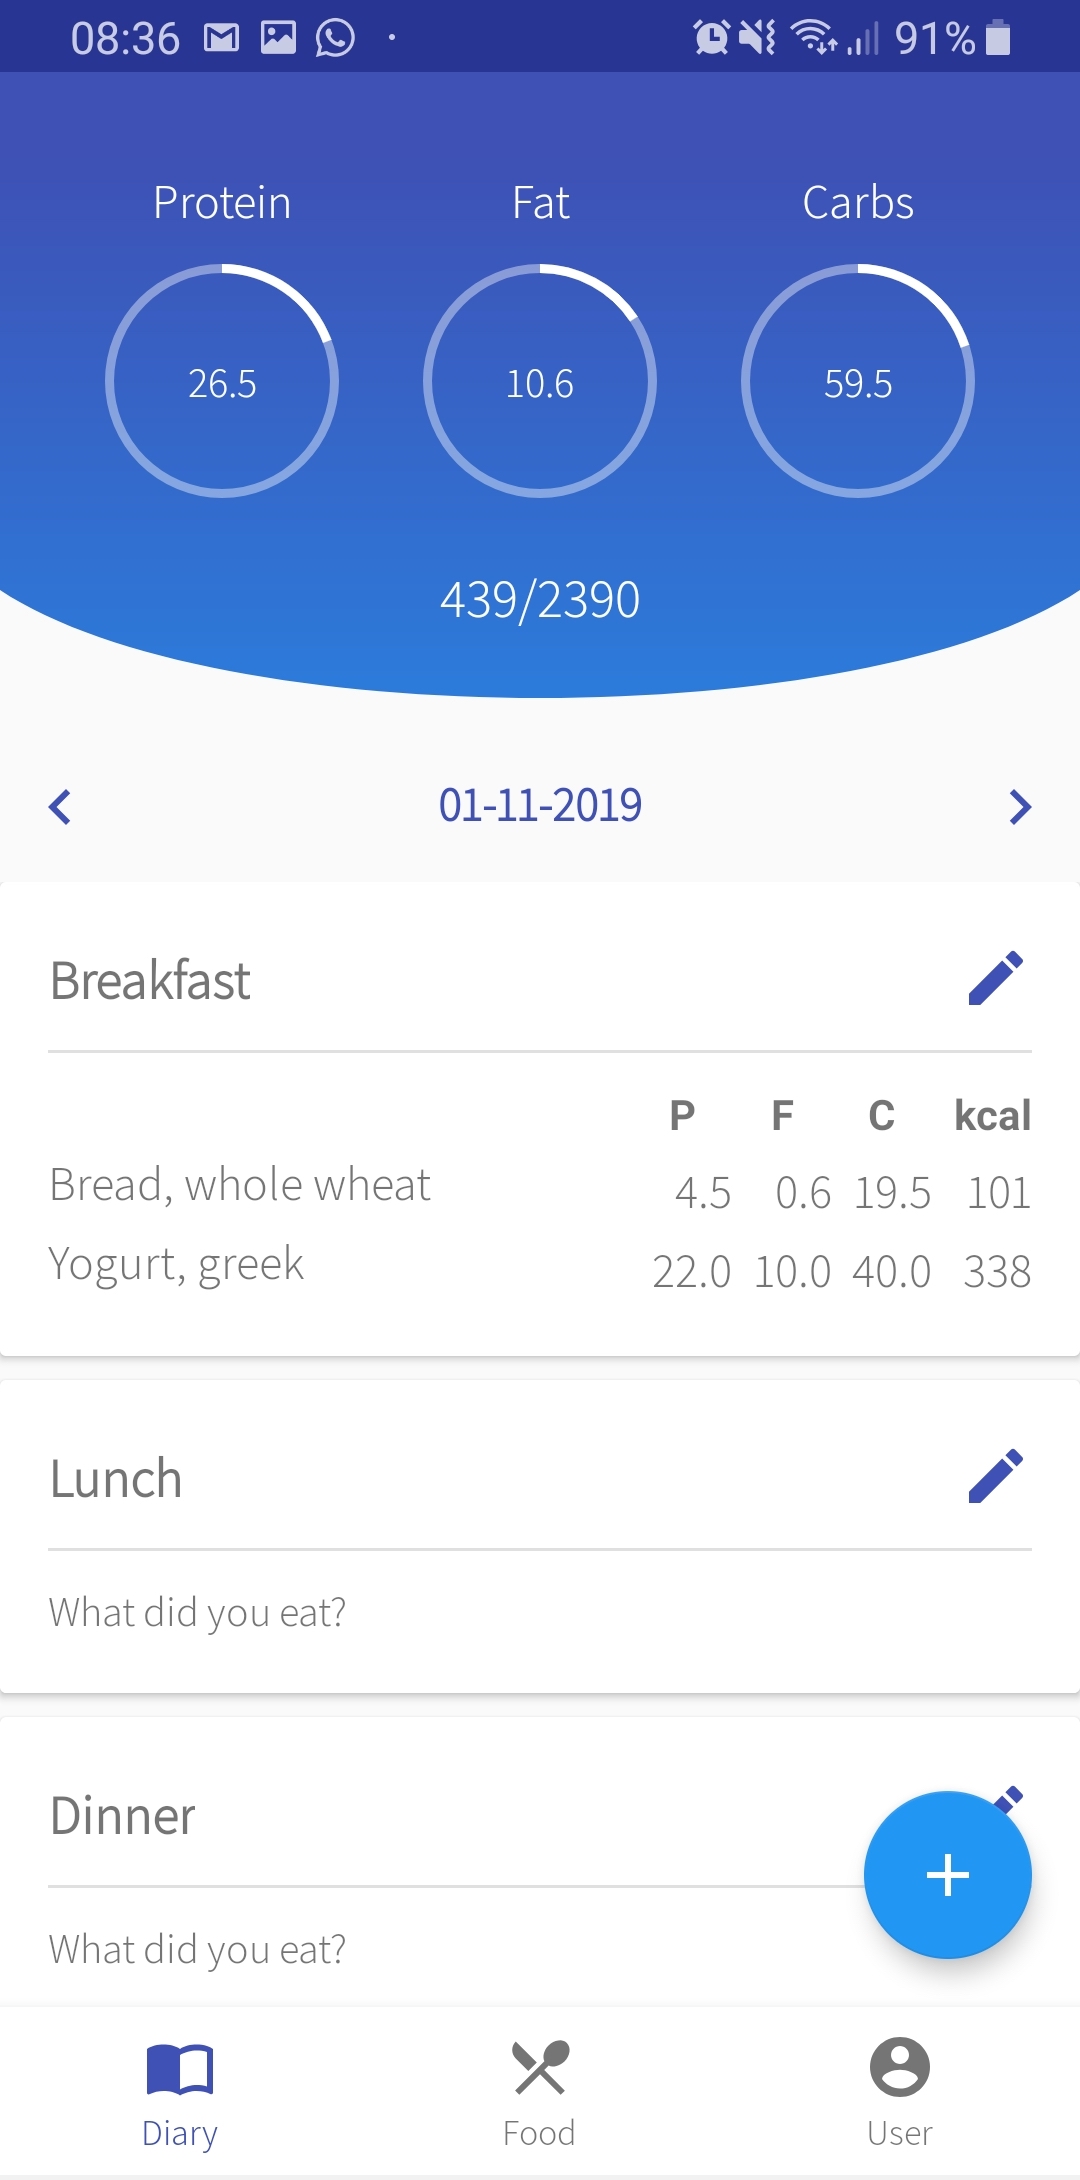 08:36 91%
Protein Fat Carbs
26.5 10.6 59.5
439/2390
01-11-2019
Breakfast
P F C kcal
Bread, whole wheat 4.5 0.6 19.5 101
Yogurt, greek 22.0 10.0 40.0 338
Lunch
What did you eat?
Dinner
What did you eat?
Diary Food User